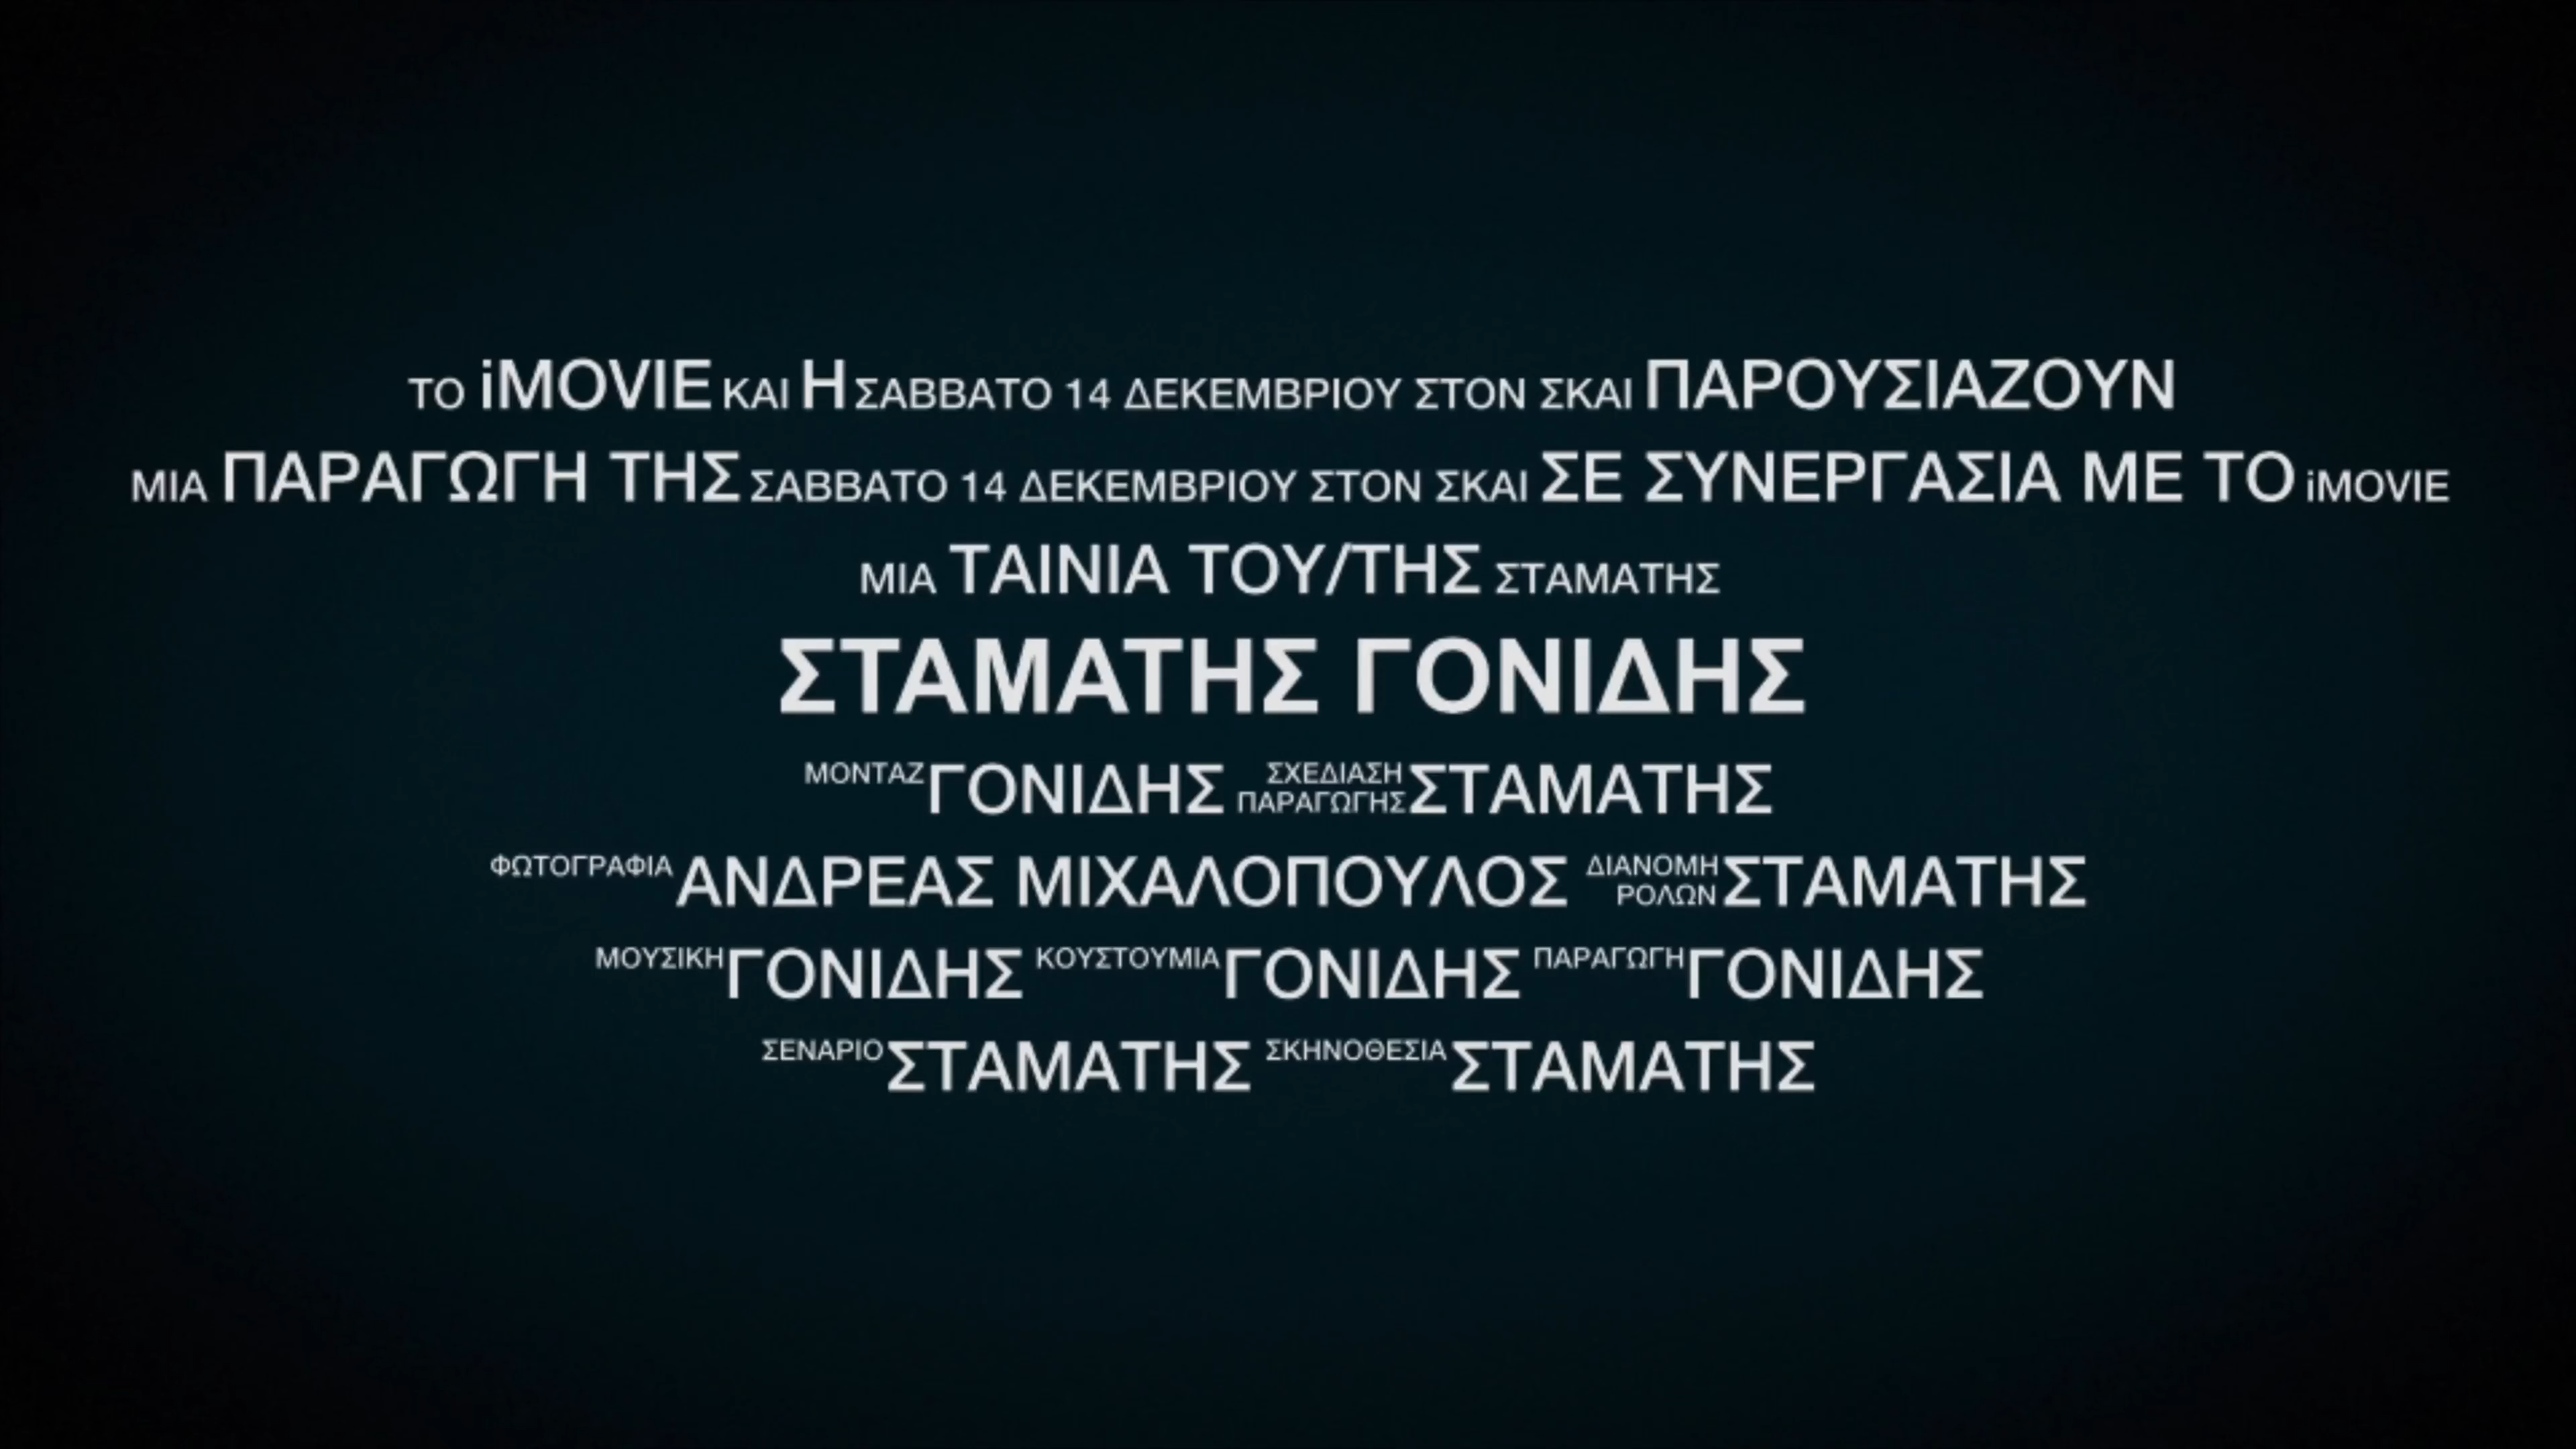 ΤΟ iMOVIE ΚΑΙ Η ΣΑΒΒΑΤΟ 14 ΔΕΚΕΜΒΡΙΟΥ ΣΤΟΝ ΣΚΑΙ ΠΑΡΟΥΣΙΑΖΟΥΝ
ΜΙΑ ΠΑΡΑΓΩΓΗ ΤΗΣ ΣΑΒΒΑΤΟ 14 ΔΕΚΕΜΒΡΙΟΥ ΣΤΟΝ ΣΚΑΙ ΣΕ ΣΥΝΕΡΓΑΣΙΑ ΜΕ ΤΟ iMOVIE
ΜΙΑ ΤΑΙΝΙΑ ΤΟΥ/ΤΗΣ ΣΤΑΜΑΤΗΣ
ΣΤΑΜΑΤΗΣ ΓΟΝΙΔΗΣ
ΜΟΝΤΑΖ ΓΟΝΙΔΗΣ ΣΧΕΔΙΑΣΗ ΠΑΡΑΓΩΓΗΣ ΣΤΑΜΑΤΗΣ
ΦΩΤΟΓΡΑΦΙΑ ΑΝΔΡΕΑΣ ΜΙΧΑΛΟΠΟΥΛΟΣ ΔΙΑΝΟΜΗ ΡΟΛΩΝ ΣΤΑΜΑΤΗΣ
ΜΟΥΣΙΚΗ ΓΟΝΙΔΗΣ ΚΟΥΣΤΟΥΜΙΑ ΓΟΝΙΔΗΣ ΠΑΡΑΓΩΓΗ ΓΟΝΙΔΗΣ
ΣΕΝΑΡΙΟ ΣΤΑΜΑΤΗΣ ΣΚΗΝΟΘΕΣΙΑ ΣΤΑΜΑΤΗΣ